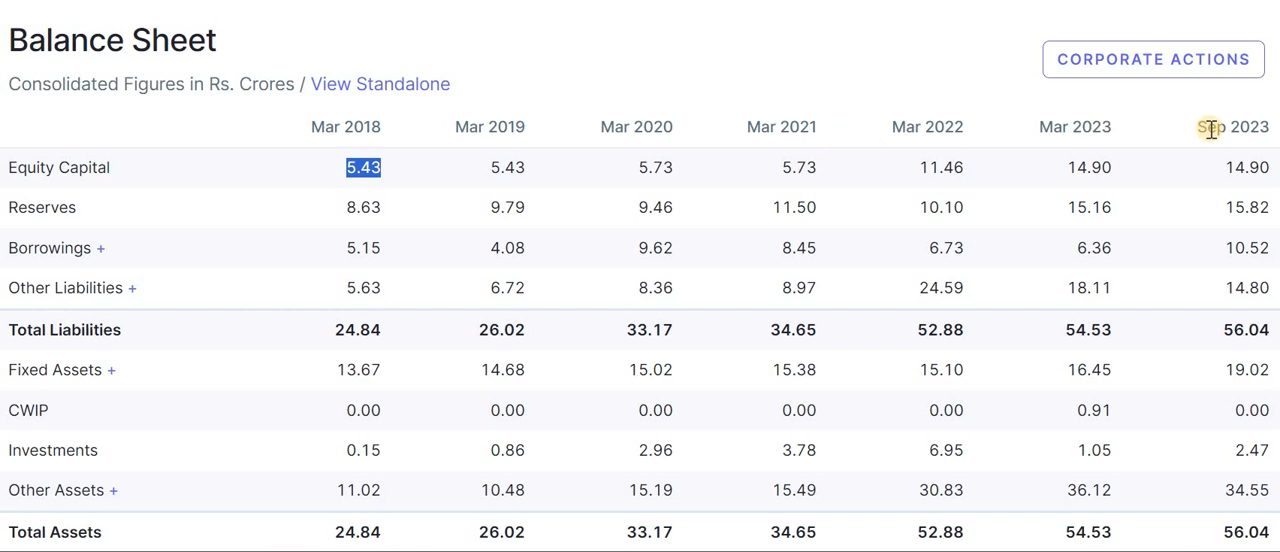 Balance Sheet
CORPORATE ACTIONS
Consolidated Figures in Rs. Crores / View Standalone
Mar 2018 Mar 2019 Mar 2020 Mar 2021 Mar 2022 Mar 2023 Sep 2023
Equity Capital 5.43 5.43 5.73 5.73 11.46 14.90 14.90
Reserves 8.63 9.79 9.46 11.50 10.10 15.16 15.82
Borrowings + 5.15 4.08 9.62 8.45 6.73 6.36 10.52
Other Liabilities + 5.63 6.72 8.36 8.97 24.59 18.11 14.80
Total Liabilities 24.84 26.02 33.17 34.65 52.88 54.53 56.04
Fixed Assets + 13.67 14.68 15.02 15.38 15.10 16.45 19.02
CWIP 0.00 0.00 0.00 0.00 0.00 0.91 0.00
Investments 0.15 0.86 2.96 3.78 6.95 1.05 2.47
Other Assets + 11.02 10.48 15.19 15.49 30.83 36.12 34.55
Total Assets 24.84 26.02 33.17 34.65 52.88 54.53 56.04